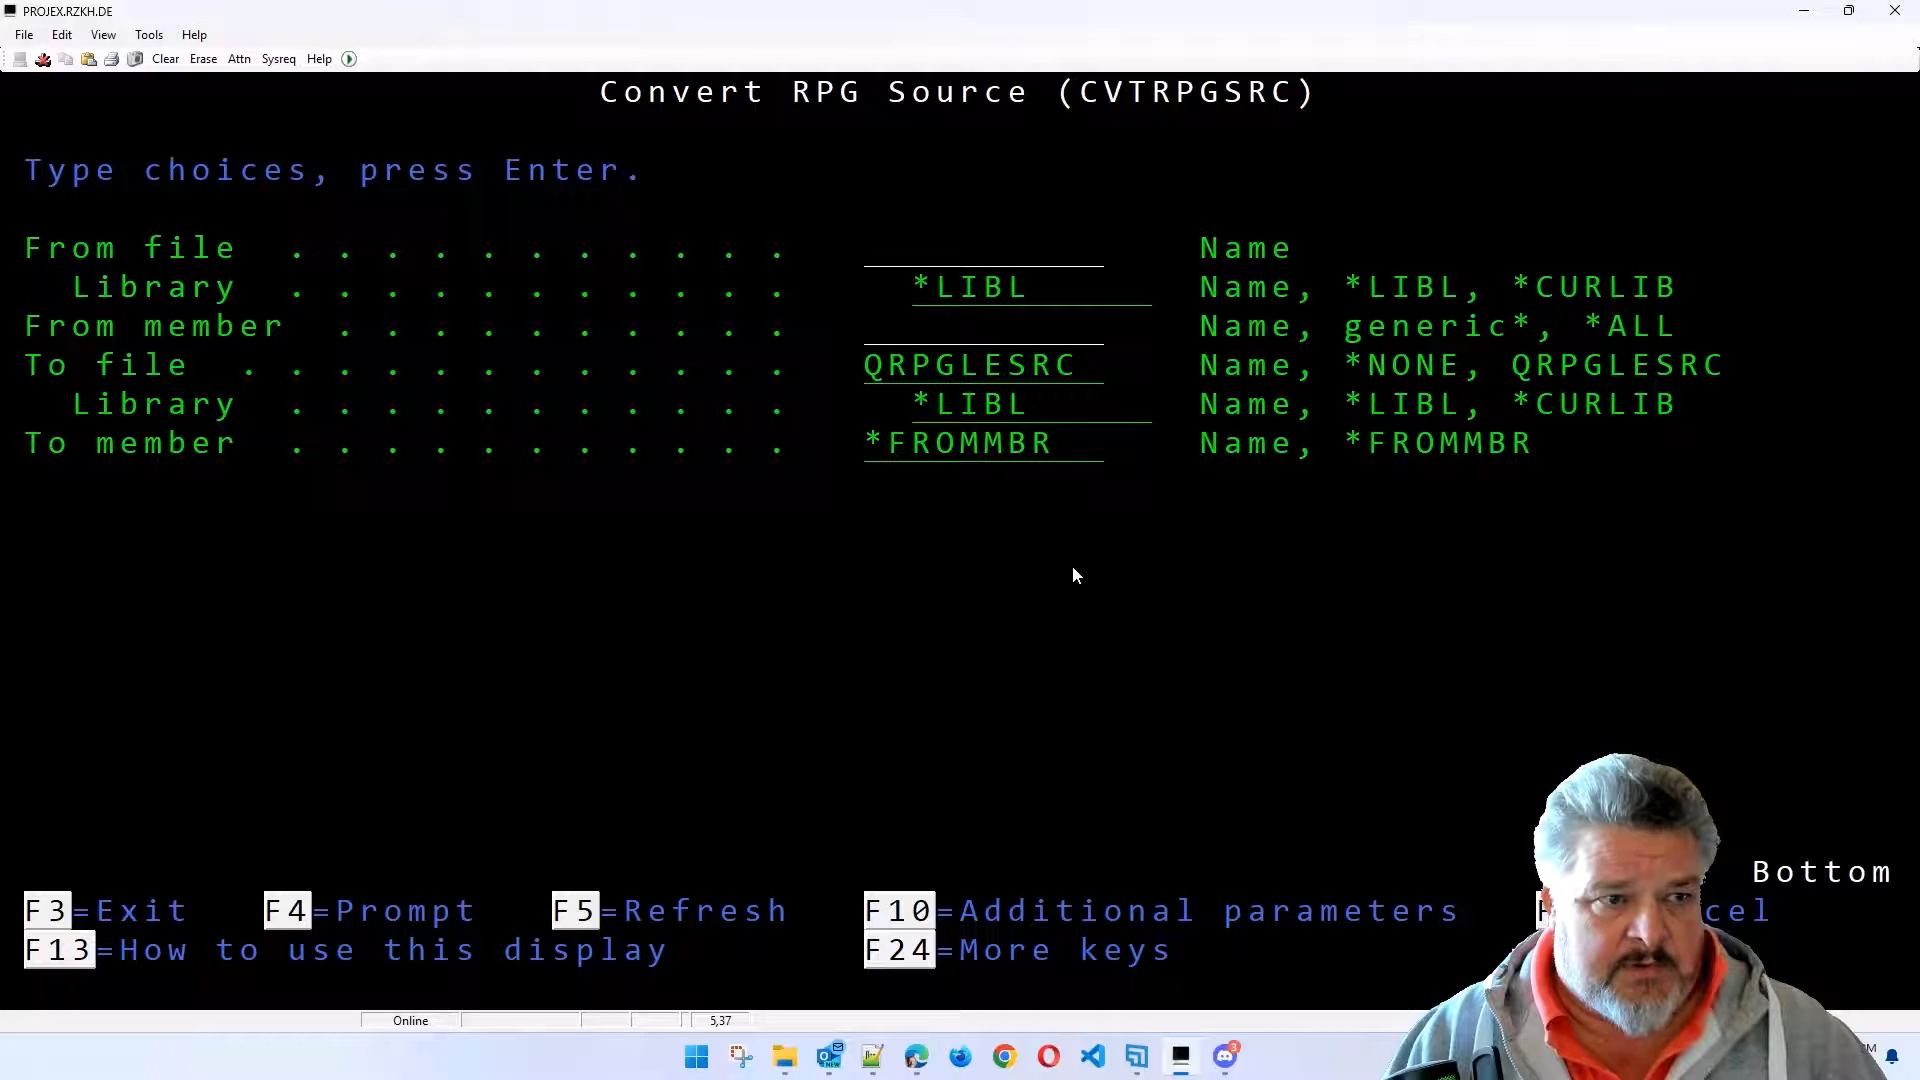 PROJEX.RZKH.DE
File Edit View Tools Help
Clear Erase Attn Sysreq Help
Convert RPG Source (CVTRPGSRC)
Type choices, press Enter.
From file . . . . . . . . . . . Name
Library . . . . . . . . . . . *LIBL Name, *LIBL, *CURLIB
From member . . . . . . . . . . Name, generic*, *ALL
To file . . . . . . . . . . . . QRPGLESRC Name, *NONE, QRPGLESRC
Library . . . . . . . . . . . *LIBL Name, *LIBL, *CURLIB
To member . . . . . . . . . . . *FROMMBR Name, *FROMMBR
Bottom
F3=Exit F4=Prompt F5=Refresh F10=Additional parameters cel
F13=How to use this display F24=More keys
Online 5,37
NEW
3